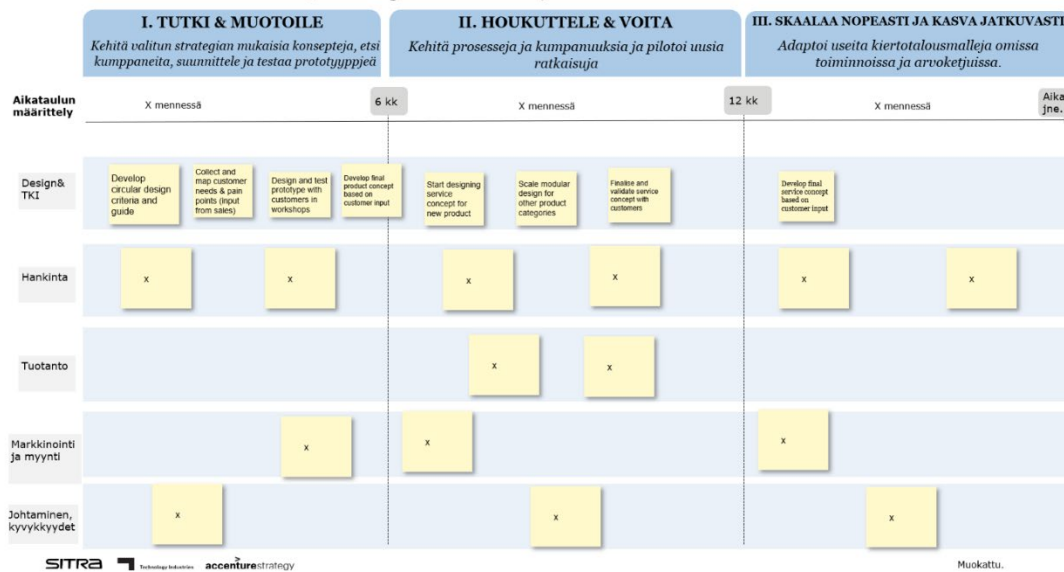 I. TUTKI & MUOTOILE
Kehitä valitun strategian mukaisia konsepteja, etsi
kumppaneita, suunnittele ja testaa prototyyppjeä
II. HOUKUTTELE & VOITA
Kehitä prosesseja ja kumpanuuksia ja pilotoi uusia
ratkaisuja
III. SKAALAA NOPEASTI JA KASVA JATKUVASTI
Adaptoi useita kiertotalousmalleja omissa
toiminnoissa ja arvoketjuissa.
Aikataulun
määrittely
X mennessä
6 kk
X mennessä
12 kk
X mennessä
Aika
jne.
Design&
TKI
Develop
circular design
criteria and
guide
Collect and
map customer
needs & pain
points (input
from sales)
Design and test
prototype with
customers in
workshops
Develop final
product concept
based on
customer input
Start designing
service
concept for
new product
Scale modular
design for
other product
categories
Finalise and
validate service
concept with
customers
Develop final
service concept
based on
customer input
Hankinta
x
x
x
x
x
x
Tuotanto
x
x
Markkinointi
ja myynti
x
x
x
Johtaminen,
kyvykkyydet
x
x
x
SITRA
Technology Industries
accenturestrategy
Muokattu.